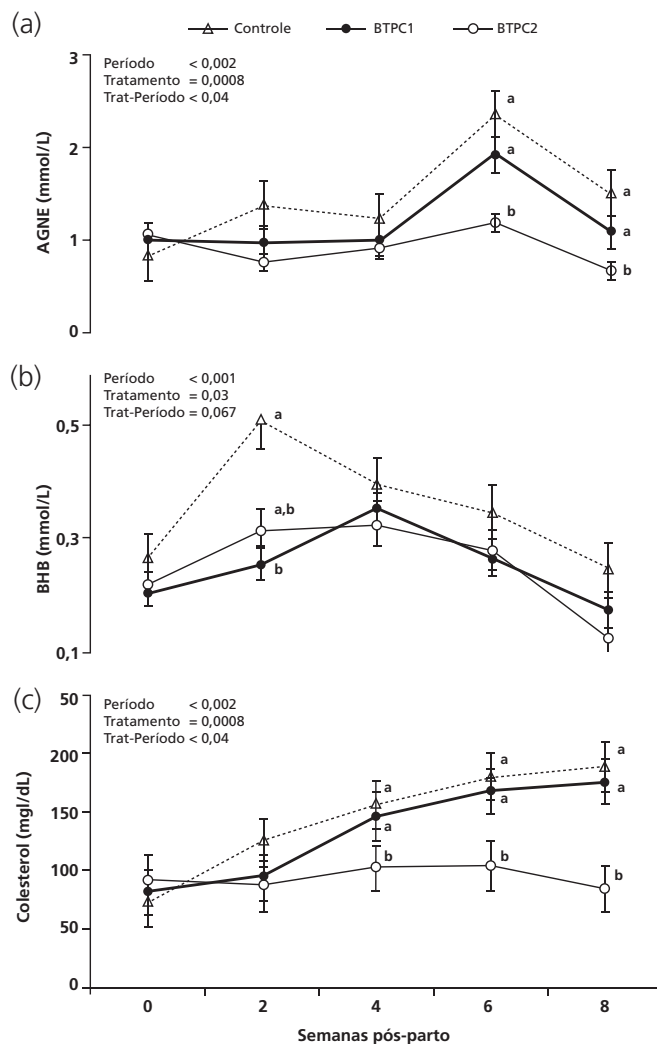 (a)
Controle BTPC1 BTPC2
Período < 0,002
Tratamento = 0,0008
Trat-Período < 0,04
AGNE (mmol/L)
3
2
1
0
a
a
b
a
a
b
(b)
Período < 0,001
Tratamento = 0,03
Trat-Período = 0,067
BHB (mmol/L)
0,5
0,3
0,1
a
a,b
b
(c)
Período < 0,002
Tratamento = 0,0008
Trat-Período < 0,04
Colesterol (mgl/dL)
50
200
150
100
50
0
a
a
b
a
a
b
a
a
b
0 2 4 6 8
Semanas pós-parto